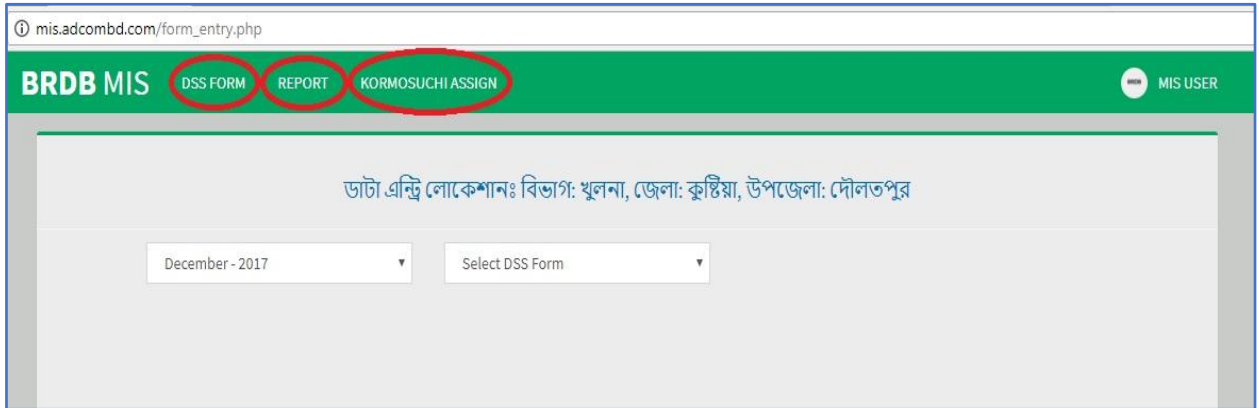 mis.adcombd.com/form_entry.php
BRDB MIS DSS FORM REPORT KORMOSUCHI ASSIGN MIS USER
ডাটা এন্ট্রি লোকেশানঃ বিভাগ: খুলনা, জেলা: কুষ্টিয়া, উপজেলা: দৌলতপুর
December - 2017 Select DSS Form